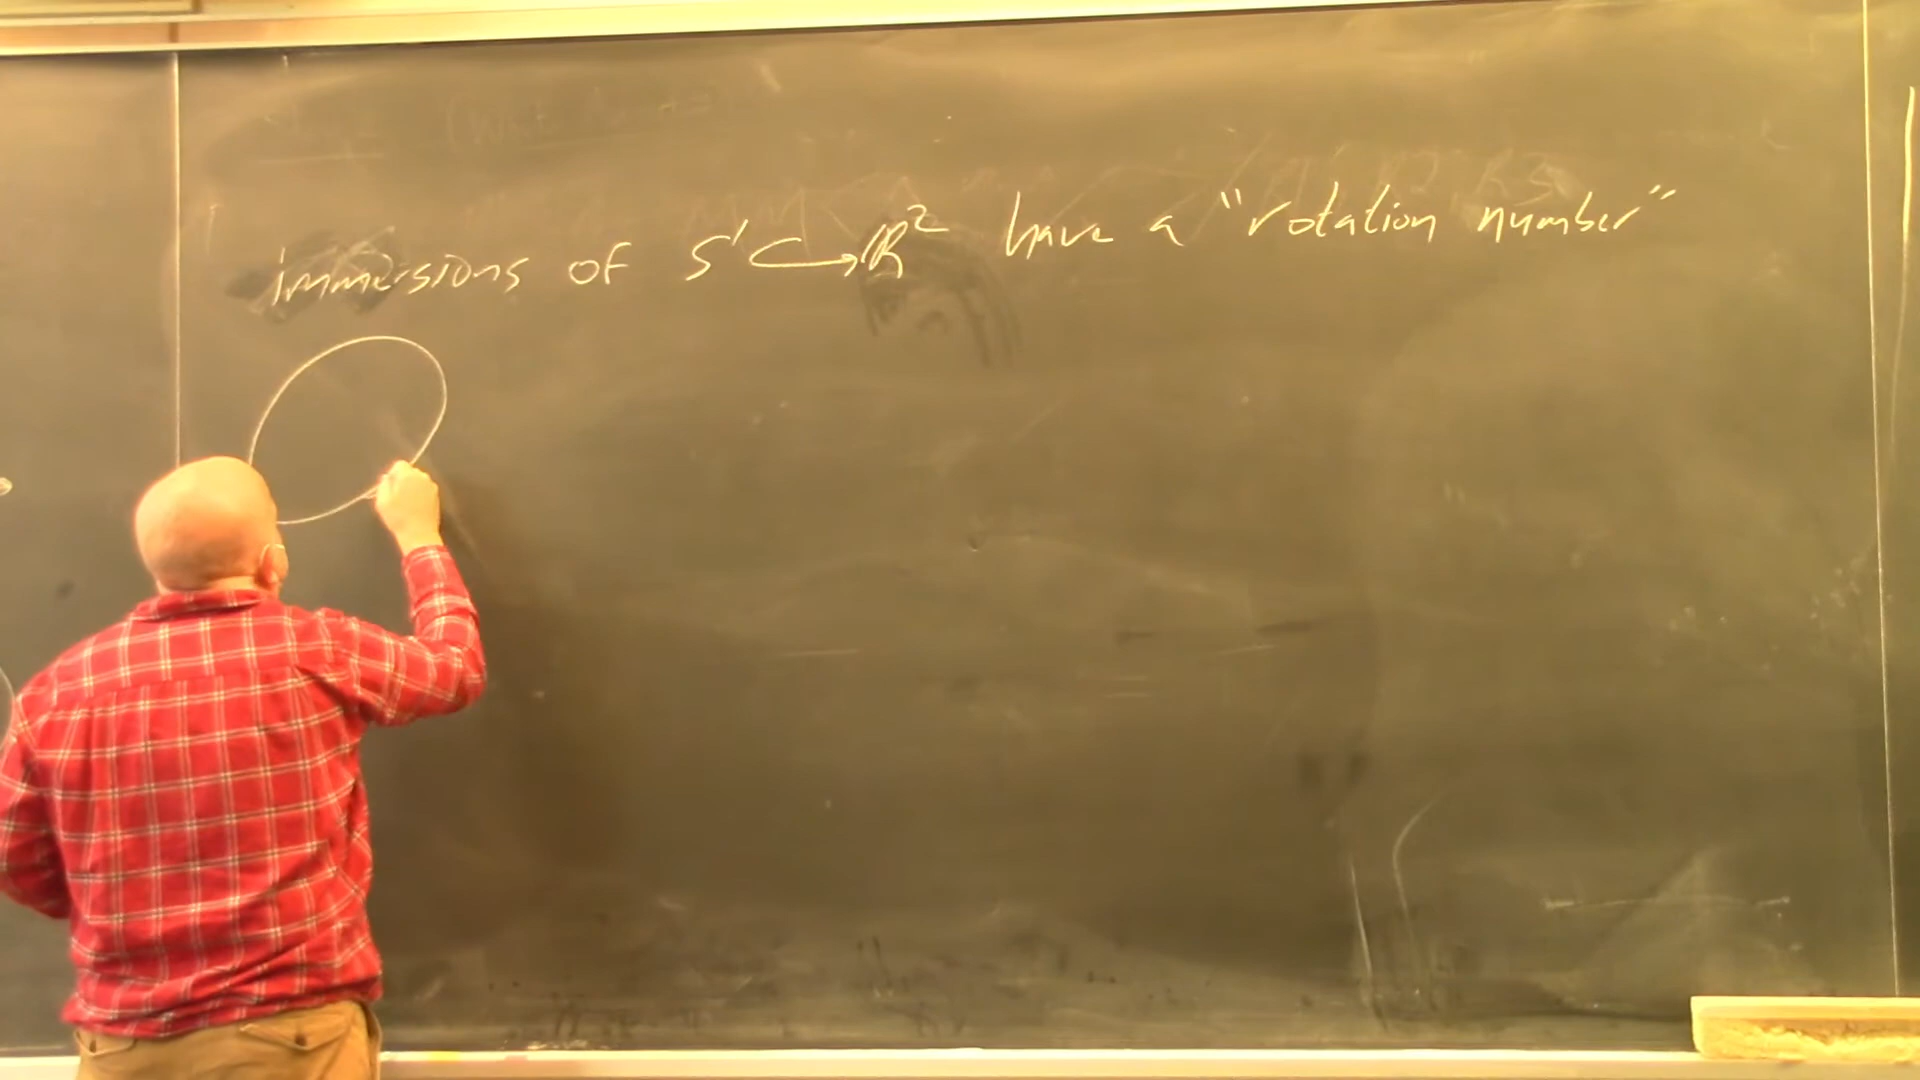 immersions of S¹ ↪ ℝ² have a "rotation number"